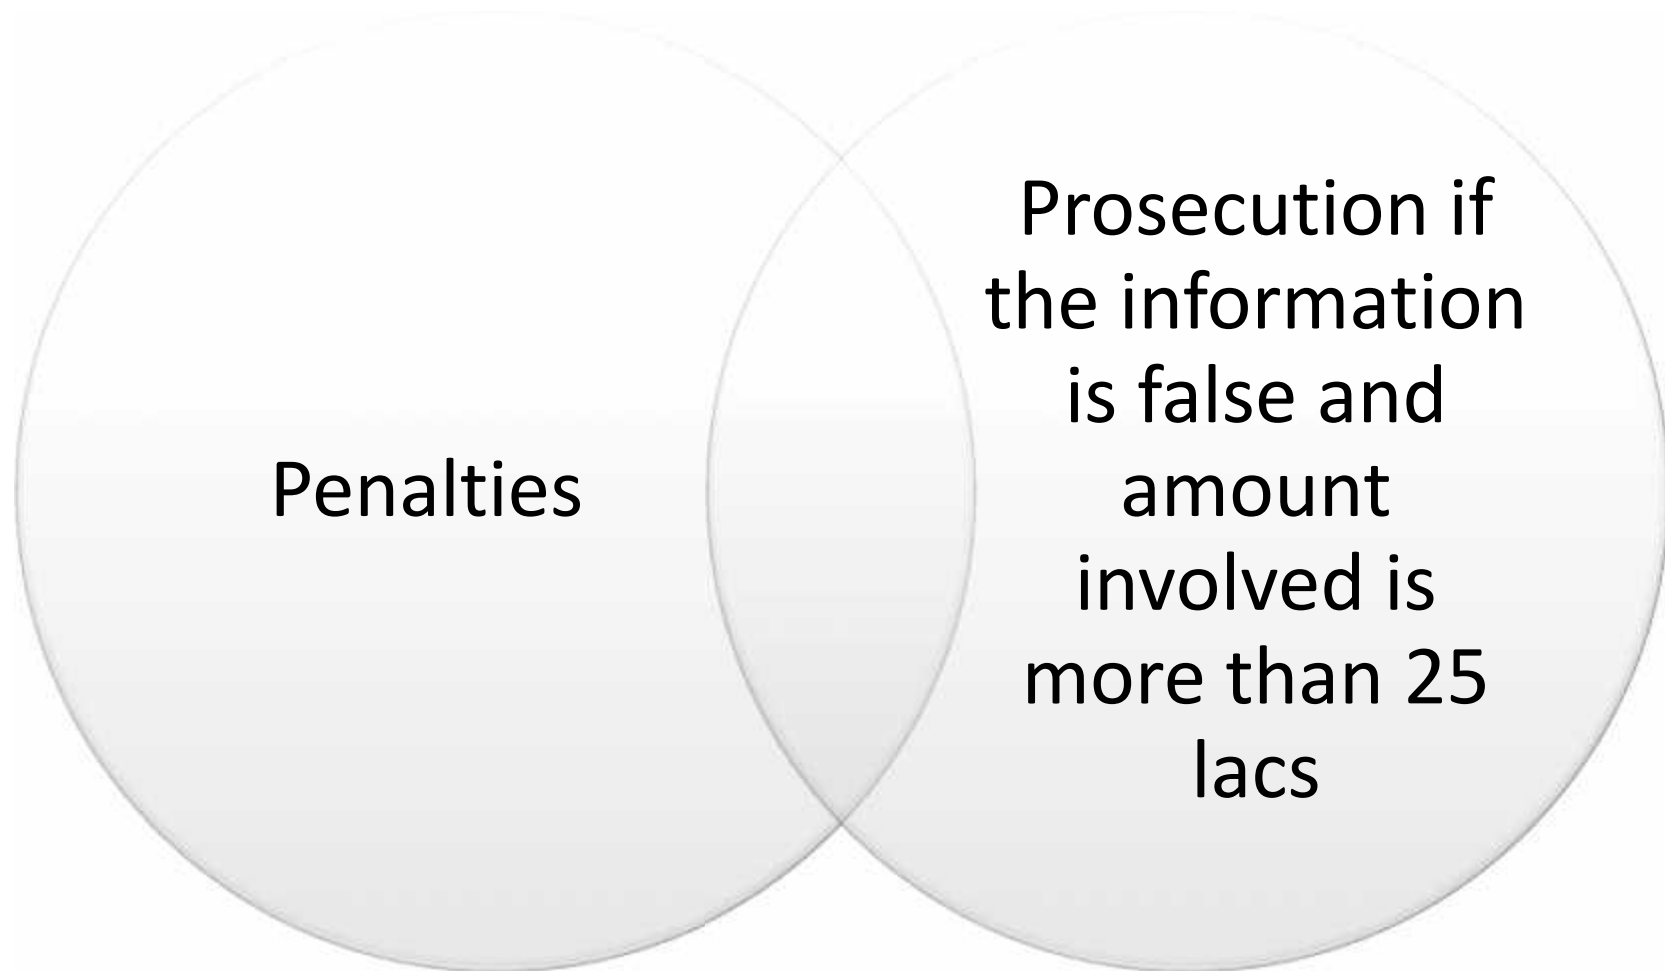 Penalties
Prosecution if
the information
is false and
amount
involved is
more than 25
lacs